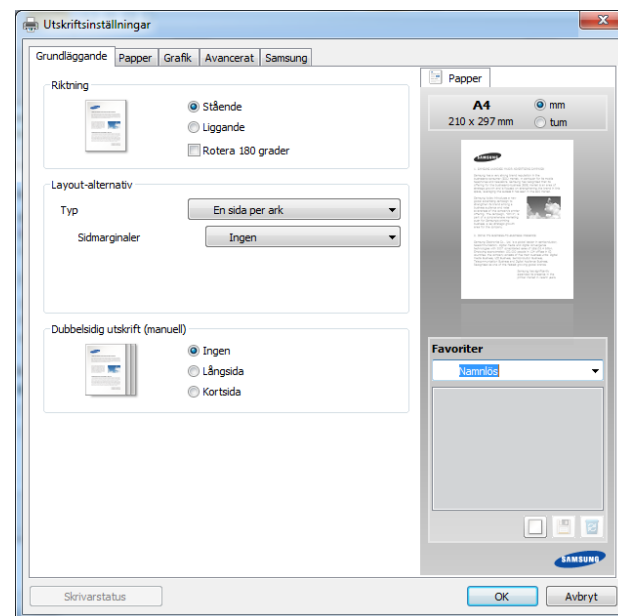 Utskriftsinställningar
Grundläggande Papper Grafik Avancerat Samsung
Riktning
Stående
Liggande
Rotera 180 grader
Layout-alternativ
Typ En sida per ark
Sidmarginaler Ingen
Dubbelsidig utskrift (manuell)
Ingen
Långsida
Kortsida
Papper
A4
210 x 297 mm
mm
tum
SAMSUNG
Favoriter
Namnlös
SAMSUNG
Skrivarstatus OK Avbryt